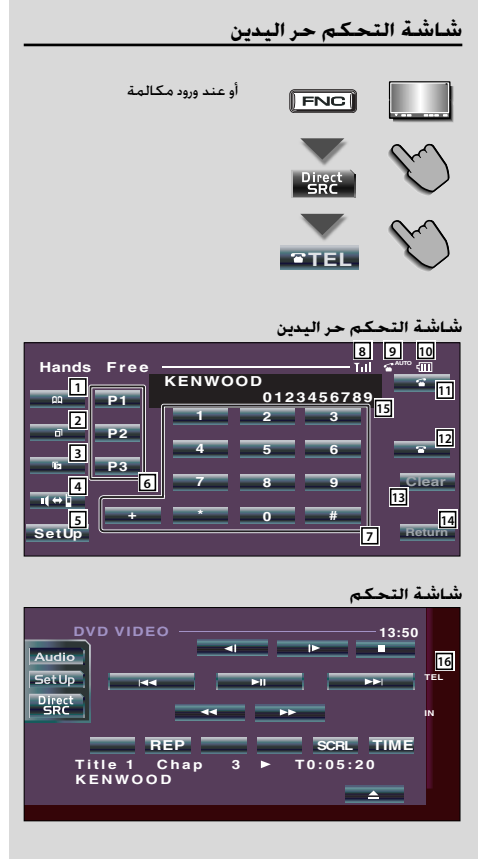 شاشة التحكم حر اليدين
أو عند ورود مكالمة
FNC
Direct
SRC
TEL
شاشة التحكم حر اليدين
8 9 10
Hands Free AUTO
1 11
KENWOOD
P1 0123456789
15
1 2 3
2 12
P2
4 5 6
3
P3
6
7 8 9
4 13
Clear
5 14
+ * 0 #
SetUp 7 Return
شاشة التحكم
DVD VIDEO 13:50
Audio
16
SetUp TEL
Direct
SRC
IN
REP SCRL TIME
Title 1 Chap 3 ► T0:05:20
KENWOOD